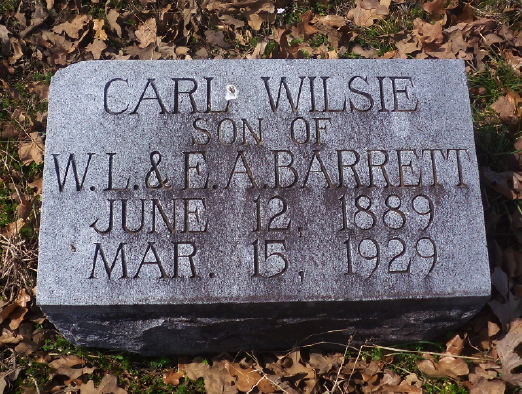 CARL WILSIE
SON OF
W.L.&E.A.BARRETT
JUNE 12, 1889
MAR. 15, 1929